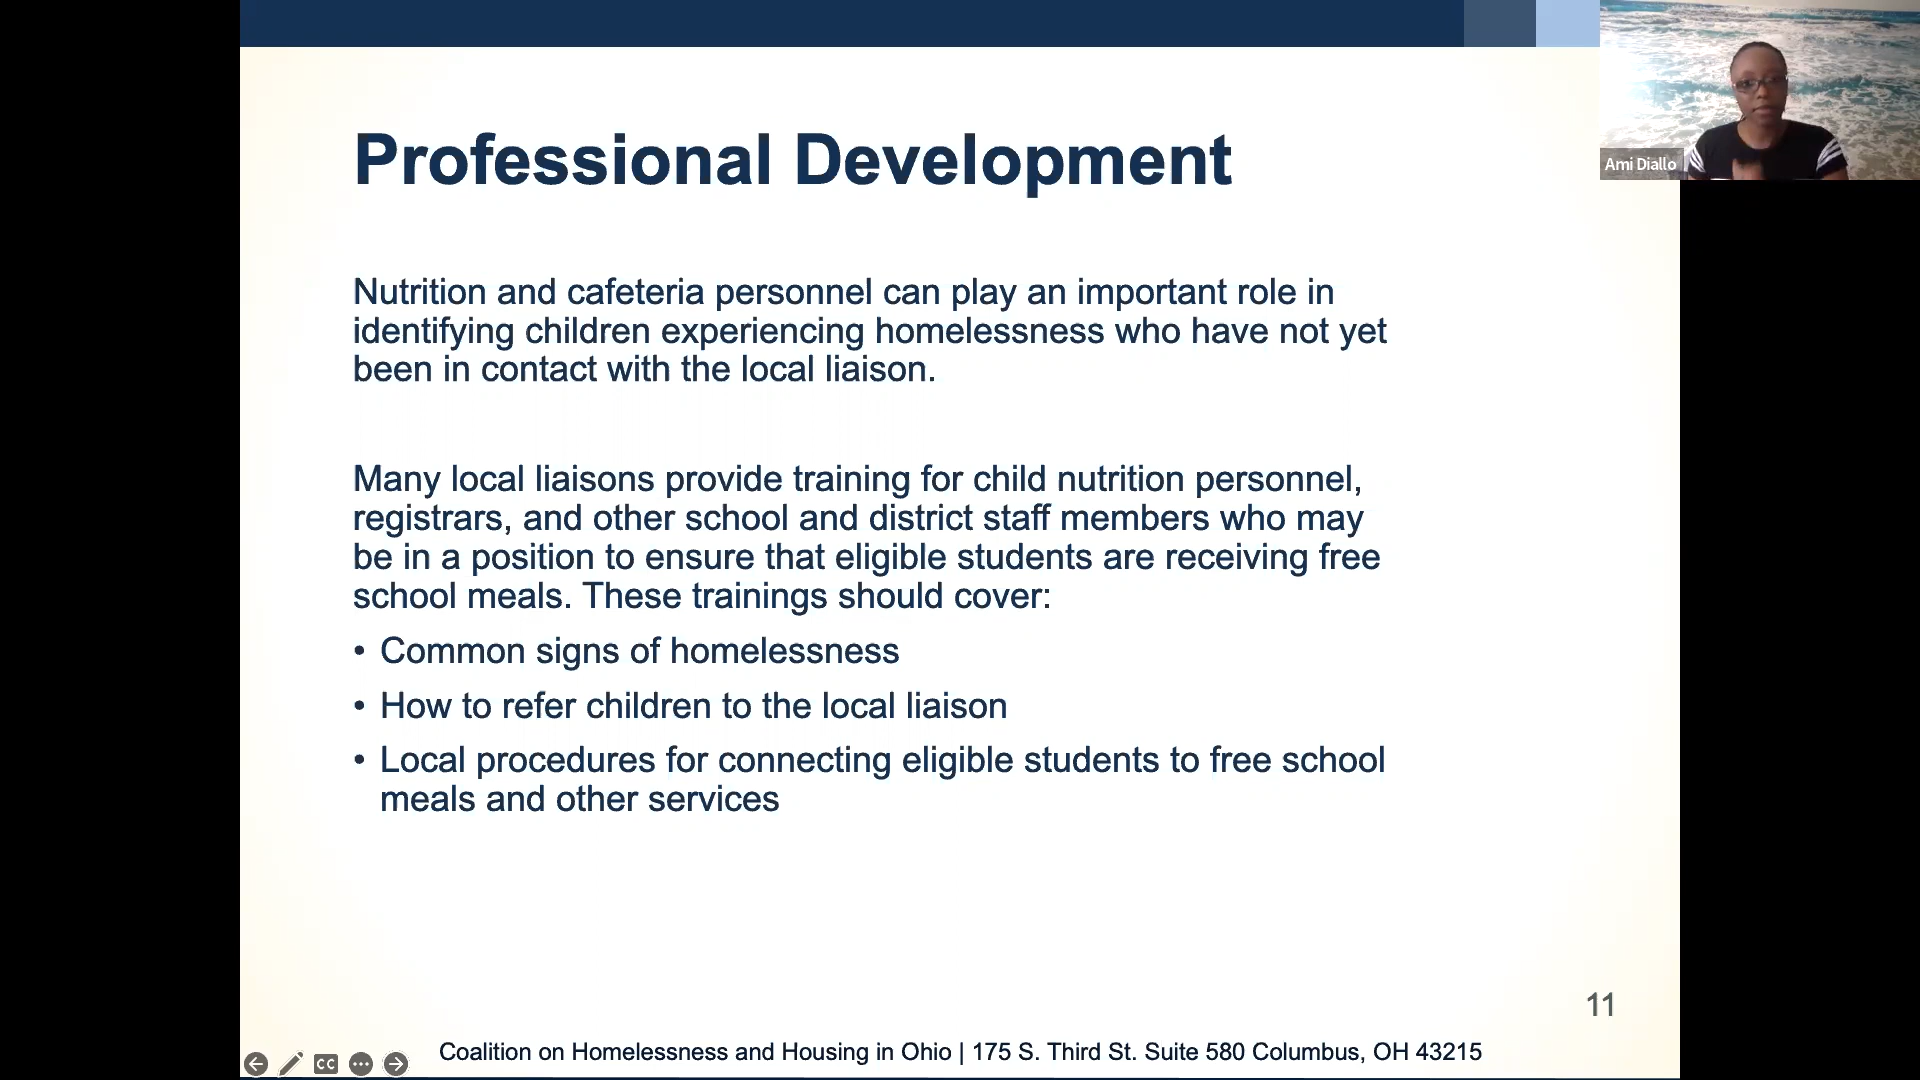 Ami Diallo
Professional Development
Nutrition and cafeteria personnel can play an important role in
identifying children experiencing homelessness who have not yet
been in contact with the local liaison.
Many local liaisons provide training for child nutrition personnel,
registrars, and other school and district staff members who may
be in a position to ensure that eligible students are receiving free
school meals. These trainings should cover:
• Common signs of homelessness
• How to refer children to the local liaison
• Local procedures for connecting eligible students to free school
meals and other services
11
CC
Coalition on Homelessness and Housing in Ohio | 175 S. Third St. Suite 580 Columbus, OH 43215